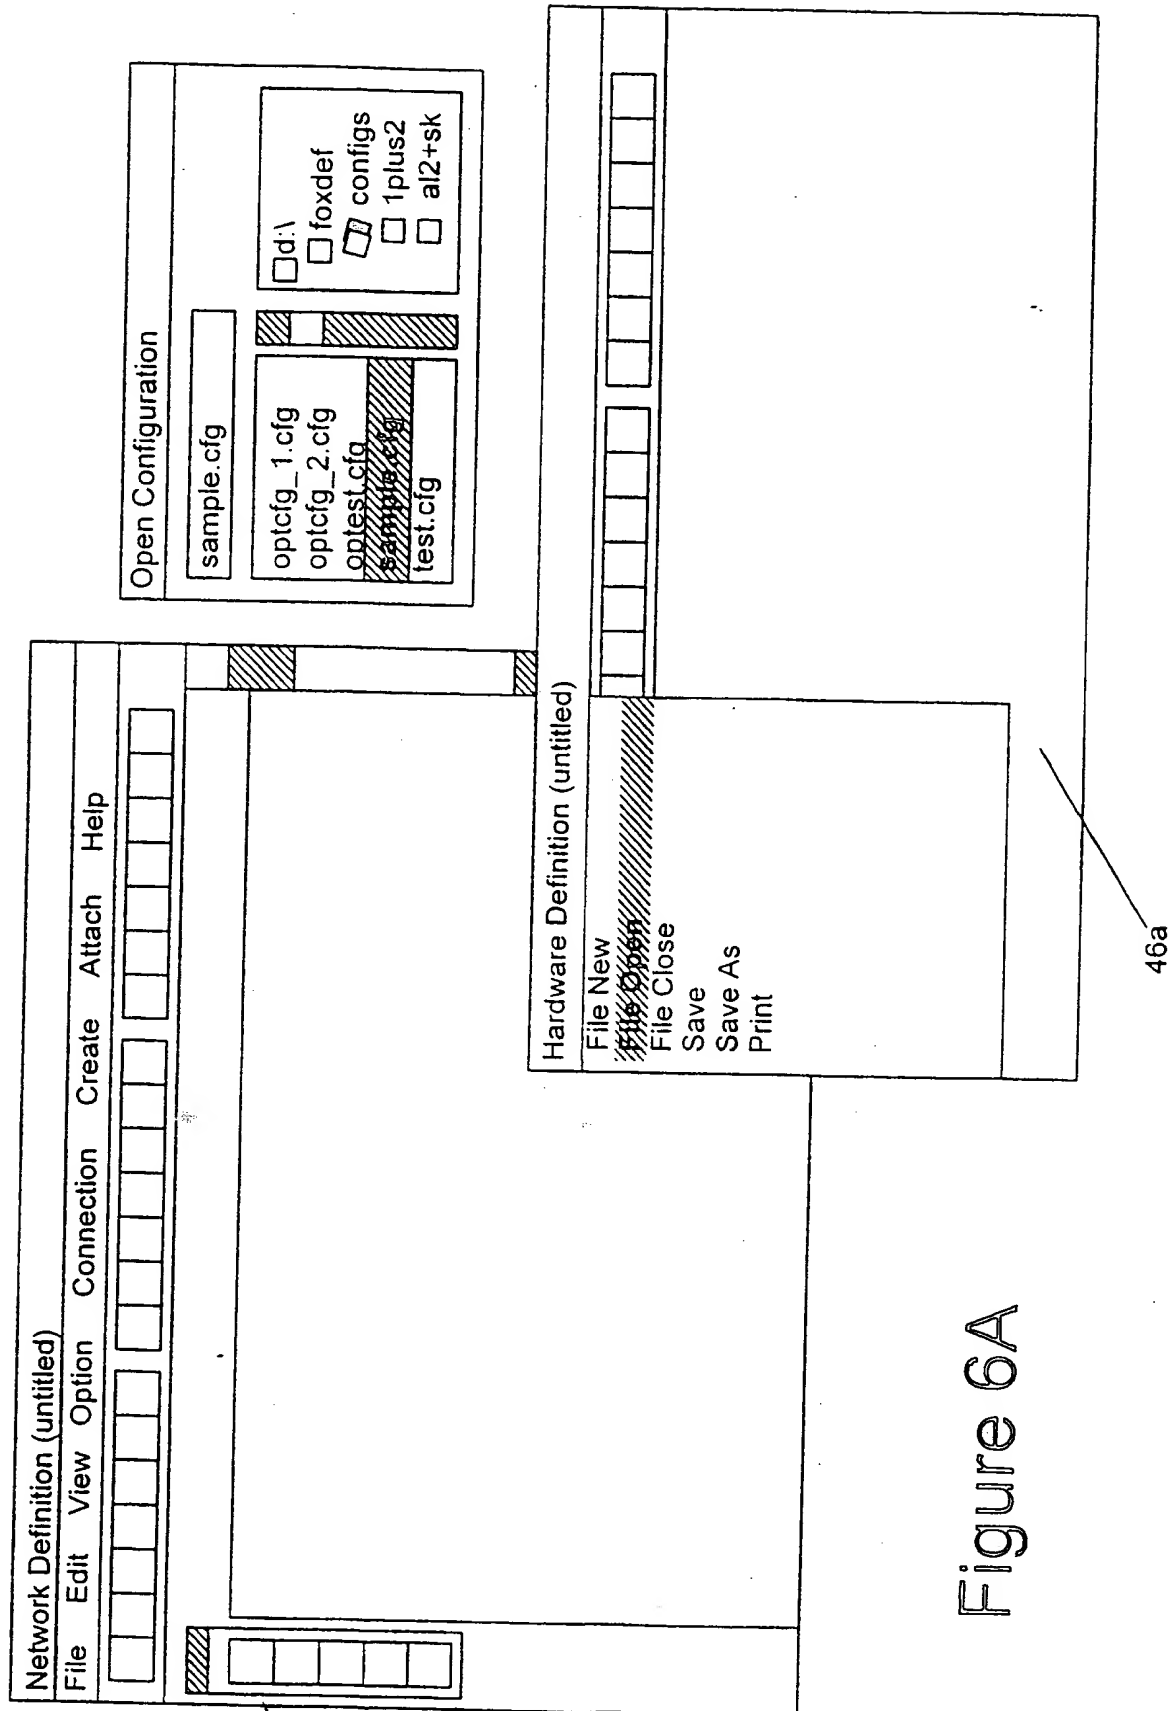 Network Definition (untitled)
File Edit View Option Connection Create Attach Help
Open Configuration
sample.cfg
optcfg_1.cfg
optcfg_2.cfg
optest.cfg
sample.cfg
test.cfg
d:\
foxdef
configs
1plus2
al2+sk
Hardware Definition (untitled)
File New
File Open
File Close
Save
Save As
Print
46a
Figure 6A